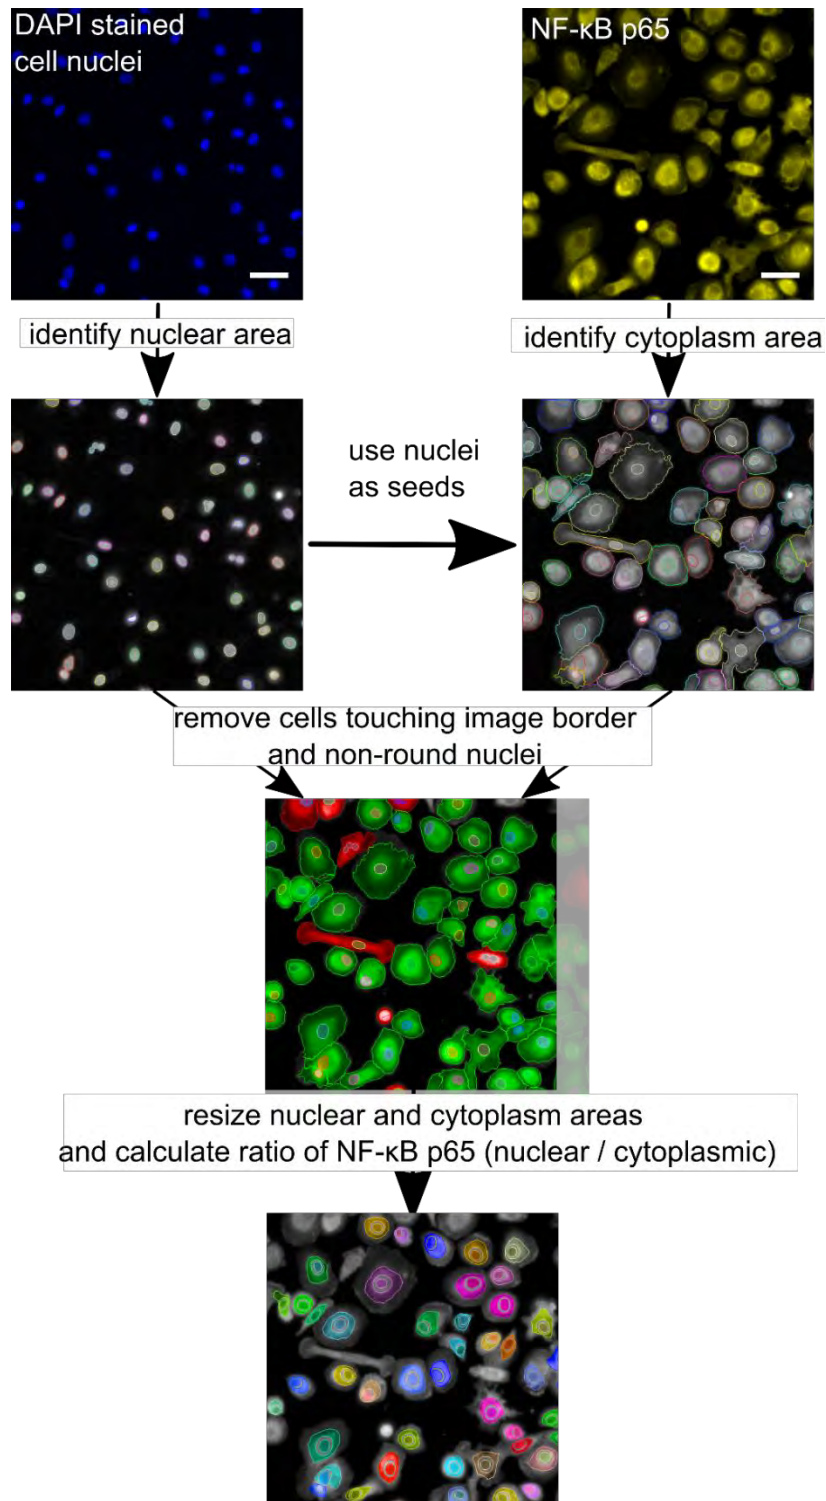 DAPI stained
cell nuclei
NF-κB p65
identify nuclear area
identify cytoplasm area
use nuclei
as seeds
remove cells touching image border
and non-round nuclei
resize nuclear and cytoplasm areas
and calculate ratio of NF-κB p65 (nuclear / cytoplasmic)